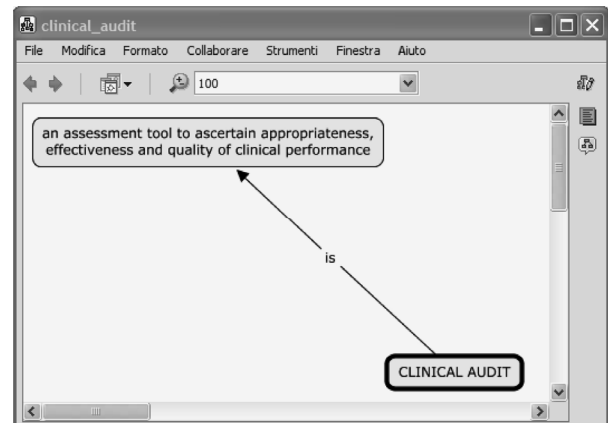 clinical_audit
File Modifica Formato Collaborare Strumenti Finestra Aiuto
100
an assessment tool to ascertain appropriateness,
effectiveness and quality of clinical performance
is
CLINICAL AUDIT